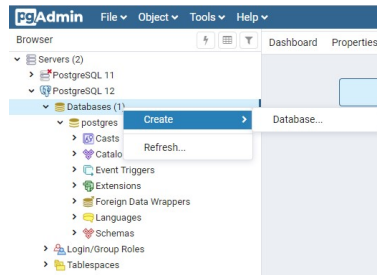 pgAdmin File Object Tools Help
Browser Dashboard Properties
Servers (2)
PostgreSQL 11
PostgreSQL 12
Databases (1)
postgres Create Database...
Casts
Catalo Refresh...
Event Triggers
Extensions
Foreign Data Wrappers
Languages
Schemas
Login/Group Roles
Tablespaces